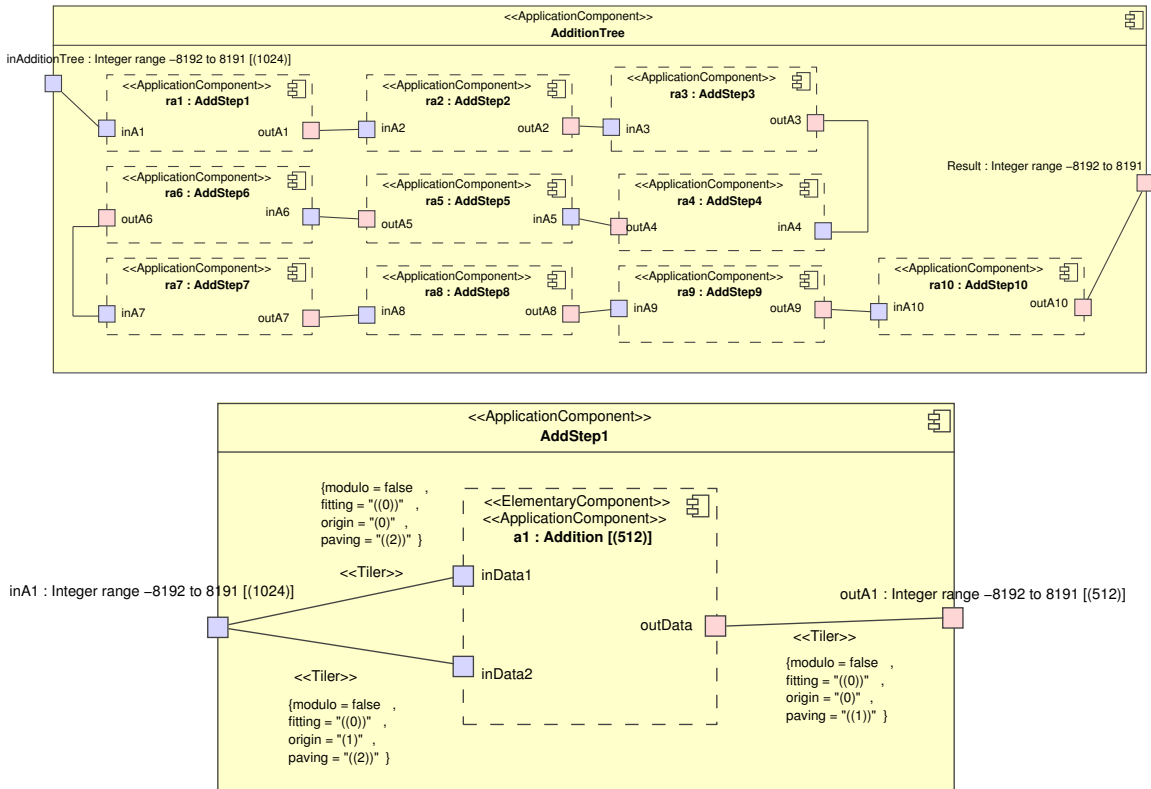 <<ApplicationComponent>>
AdditionTree
inAdditionTree : Integer range −8192 to 8191 [(1024)]
<<ApplicationComponent>>
ra1 : AddStep1
inA1
outA1
<<ApplicationComponent>>
ra2 : AddStep2
inA2
outA2
<<ApplicationComponent>>
ra3 : AddStep3
inA3
outA3
Result : Integer range −8192 to 8191
<<ApplicationComponent>>
ra6 : AddStep6
outA6
inA6
<<ApplicationComponent>>
ra5 : AddStep5
outA5
inA5
<<ApplicationComponent>>
ra4 : AddStep4
outA4
inA4
<<ApplicationComponent>>
ra7 : AddStep7
inA7
outA7
<<ApplicationComponent>>
ra8 : AddStep8
inA8
outA8
<<ApplicationComponent>>
ra9 : AddStep9
inA9
outA9
<<ApplicationComponent>>
ra10 : AddStep10
inA10
outA10
<<ApplicationComponent>>
AddStep1
{modulo = false ,
fitting = "((0))" ,
origin = "(0)" ,
paving = "((2))" }
<<Tiler>>
<<ElementaryComponent>>
<<ApplicationComponent>>
a1 : Addition [(512)]
inData1
inA1 : Integer range −8192 to 8191 [(1024)]
outA1 : Integer range −8192 to 8191 [(512)]
outData
inData2
<<Tiler>>
{modulo = false ,
fitting = "((0))" ,
origin = "(1)" ,
paving = "((2))" }
<<Tiler>>
{modulo = false ,
fitting = "((0))" ,
origin = "(0)" ,
paving = "((1))" }